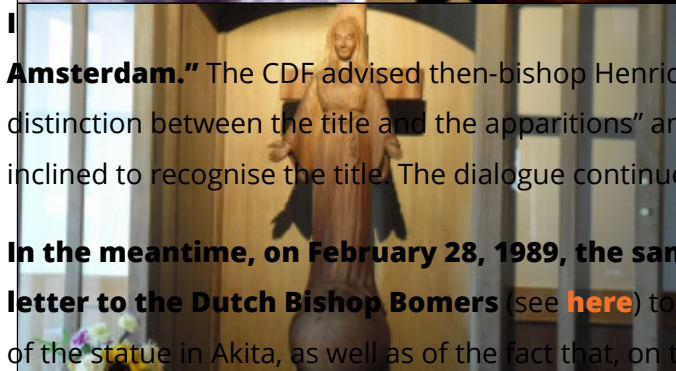 Amsterdam.” The CDF advised then-bishop Henric
distinction between the title and the apparitions” a
inclined to recognise the title. The dialogue continue
In the meantime, on February 28, 1989, the sa
letter to the Dutch Bishop Bomers (see here) to
of the statue in Akita, as well as of the fact that, on